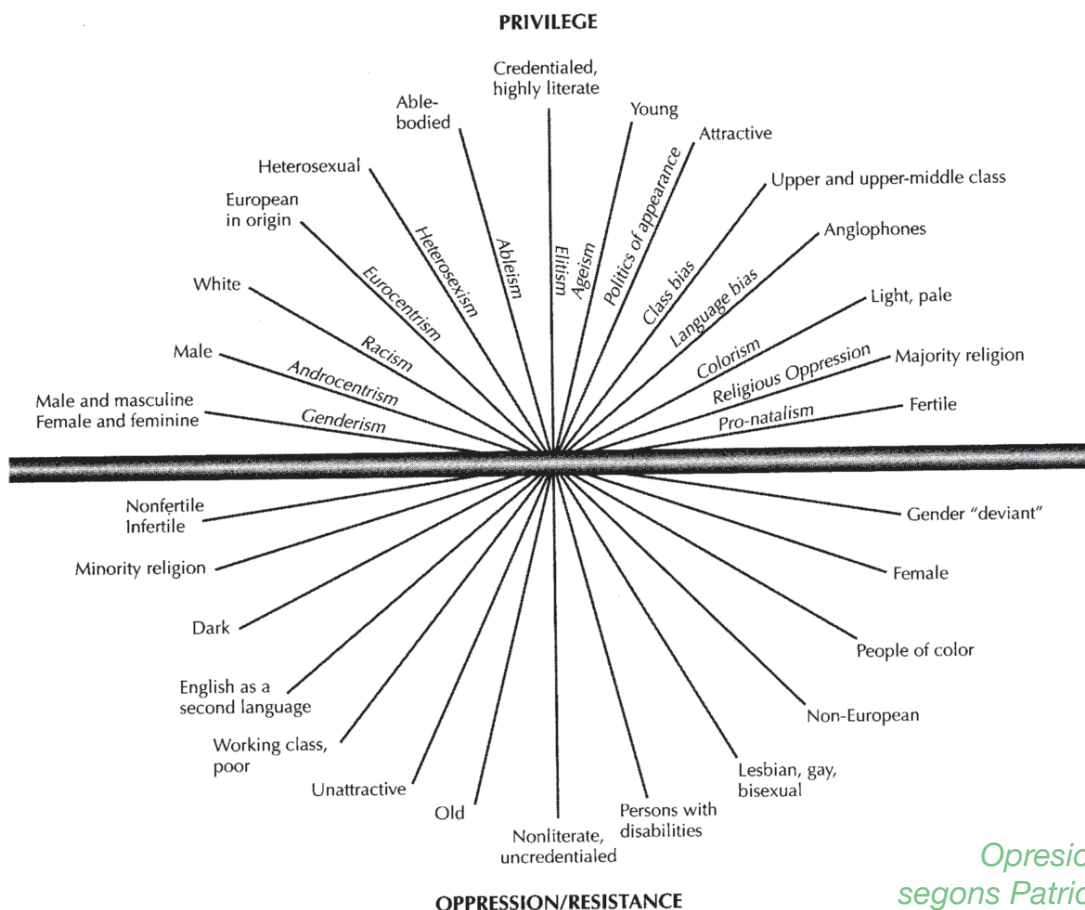 PRIVILEGE
Credentialed,
highly literate
Able-
bodied
Young
Attractive
Heterosexual
Upper and upper-middle class
European
in origin
Anglophones
White
Light, pale
Male
Majority religion
Male and masculine
Female and feminine
Fertile
Genderism
Androcentrism
Racism
Eurocentrism
Heterosexism
Ableism
Elitism
Ageism
Politics of appearance
Class bias
Language bias
Colorism
Religious Oppression
Pro-natalism
Nonfertile
Infertile
Gender “deviant”
Minority religion
Female
Dark
People of color
English as a
second language
Non-European
Working class,
poor
Lesbian, gay,
bisexual
Unattractive
Old
Persons with
disabilities
Nonliterate,
uncredentialed
OPPRESSION/RESISTANCE
Opresio
segons Patric